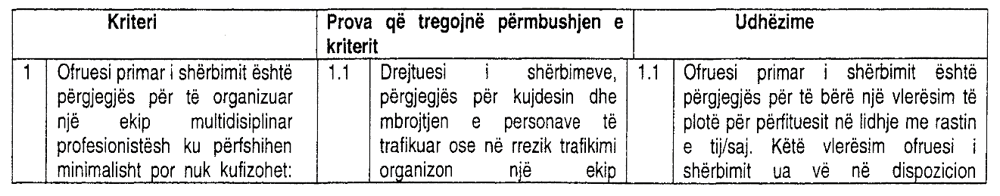 Kriteri
Prova që tregojnë përmbushjen e
kriterit
Udhëzime
1
Ofruesi primar i shërbimit është
përgjegjës për të organizuar
një ekip multidisiplinar
profesionistësh ku përfshihen
minimalisht por nuk kufizohet:
1.1
Drejtuesi i shërbimeve,
përgjegjës për kujdesin dhe
mbrojtjen e personave të
trafikuar ose në rrezik trafikimi
organizon një ekip
1.1
Ofruesi primar i shërbimit është
përgjegjës për të bërë një vlerësim të
plotë për përfituesit në lidhje me rastin
e tij/saj. Këtë vlerësim ofruesi i
shërbimit ua vë në dispozicion